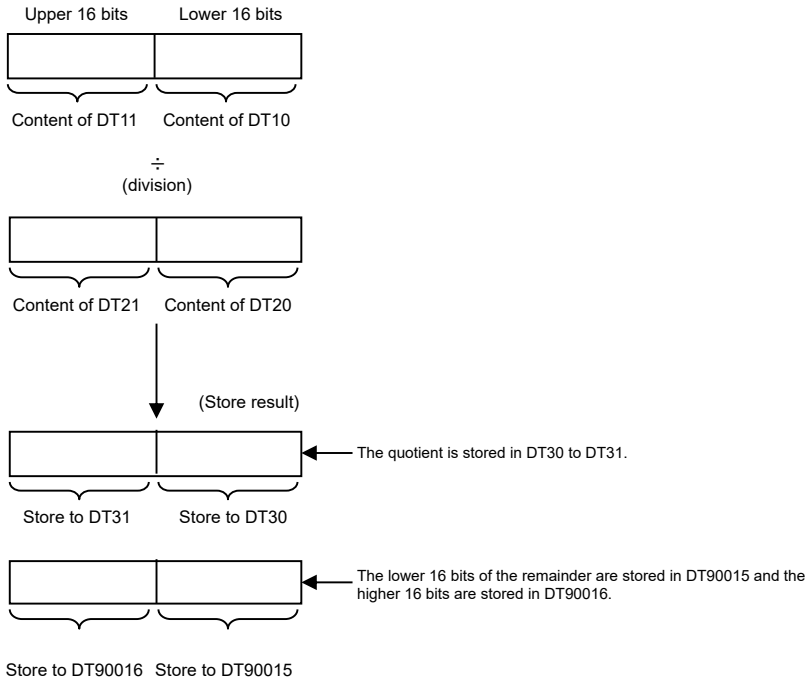 Upper 16 bits Lower 16 bits
Content of DT11 Content of DT10
÷
(division)
Content of DT21 Content of DT20
(Store result)
The quotient is stored in DT30 to DT31.
Store to DT31 Store to DT30
The lower 16 bits of the remainder are stored in DT90015 and the
higher 16 bits are stored in DT90016.
Store to DT90016 Store to DT90015